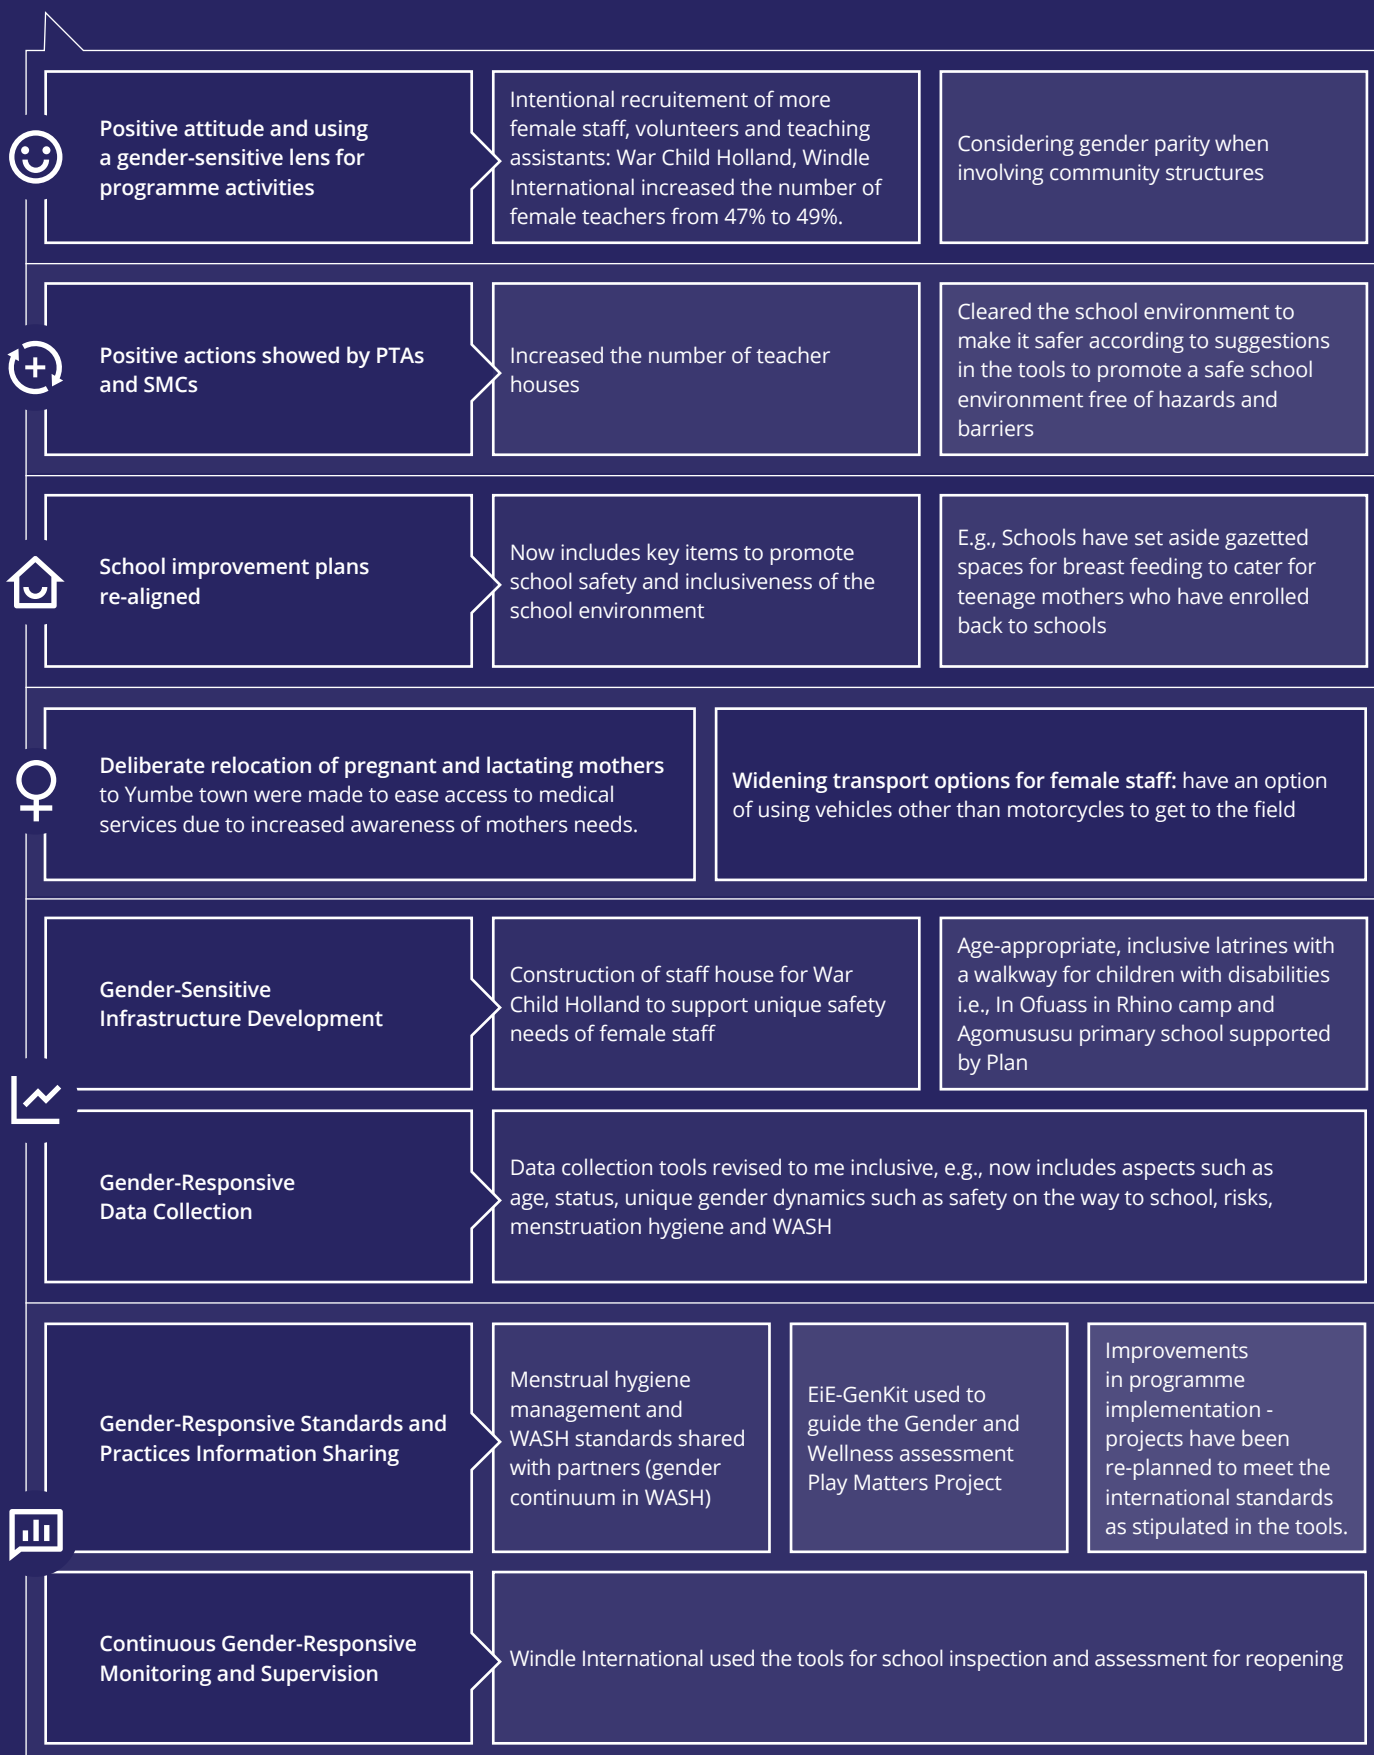 Positive attitude and using
a gender-sensitive lens for
programme activities
Intentional recruitement of more
female staff, volunteers and teaching
assistants: War Child Holland, Windle
International increased the number of
female teachers from 47% to 49%.
Considering gender parity when
involving community structures
Positive actions showed by PTAs
and SMCs
Increased the number of teacher
houses
Cleared the school environment to
make it safer according to suggestions
in the tools to promote a safe school
environment free of hazards and
barriers
School improvement plans
re-aligned
Now includes key items to promote
school safety and inclusiveness of the
school environment
E.g., Schools have set aside gazetted
spaces for breast feeding to cater for
teenage mothers who have enrolled
back to schools
Deliberate relocation of pregnant and lactating mothers
to Yumbe town were made to ease access to medical
services due to increased awareness of mothers needs.
Widening transport options for female staff: have an option
of using vehicles other than motorcycles to get to the field
Gender-Sensitive
Infrastructure Development
Construction of staff house for War
Child Holland to support unique safety
needs of female staff
Age-appropriate, inclusive latrines with
a walkway for children with disabilities
i.e., In Ofuass in Rhino camp and
Agomususu primary school supported
by Plan
Gender-Responsive
Data Collection
Data collection tools revised to me inclusive, e.g., now includes aspects such as
age, status, unique gender dynamics such as safety on the way to school, risks,
menstruation hygiene and WASH
Gender-Responsive Standards and
Practices Information Sharing
Menstrual hygiene
management and
WASH standards shared
with partners (gender
continuum in WASH)
EiE-GenKit used to
guide the Gender and
Wellness assessment
Play Matters Project
Improvements
in programme
implementation -
projects have been
re-planned to meet the
international standards
as stipulated in the tools.
Continuous Gender-Responsive
Monitoring and Supervision
Windle International used the tools for school inspection and assessment for reopening